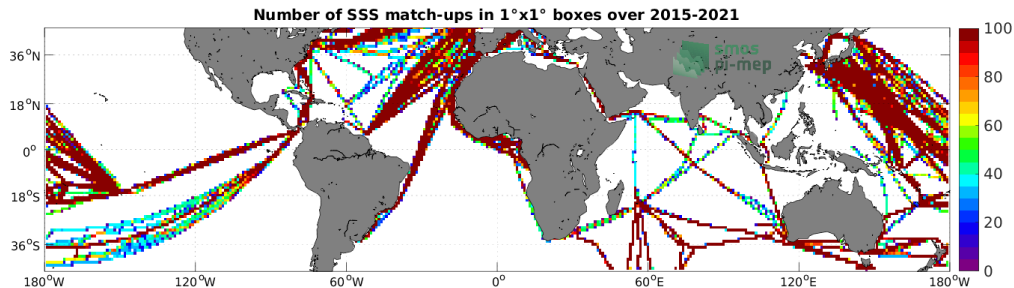 Number of SSS match-ups in 1°x1° boxes over 2015-2021
smos
pi-mep
36°N
18°N
0°
18°S
36°S
180°W
120°W
60°W
0°
60°E
120°E
180°W
100
80
60
40
20
0